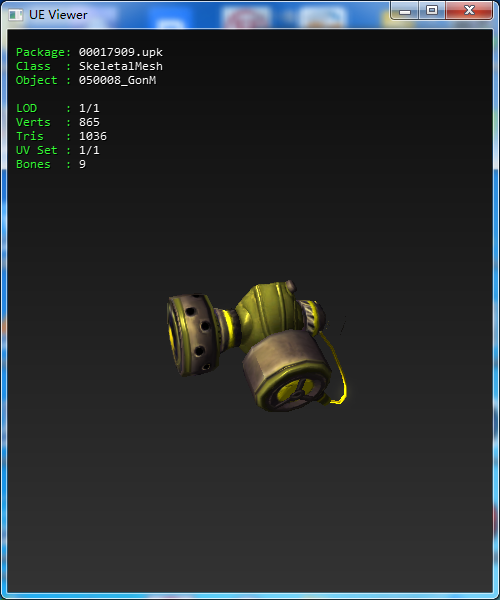 UE Viewer
Package: 00017909.upk
Class : SkeletalMesh
Object : 050008_GonM
LOD : 1/1
Verts : 865
Tris : 1036
UV Set : 1/1
Bones : 9